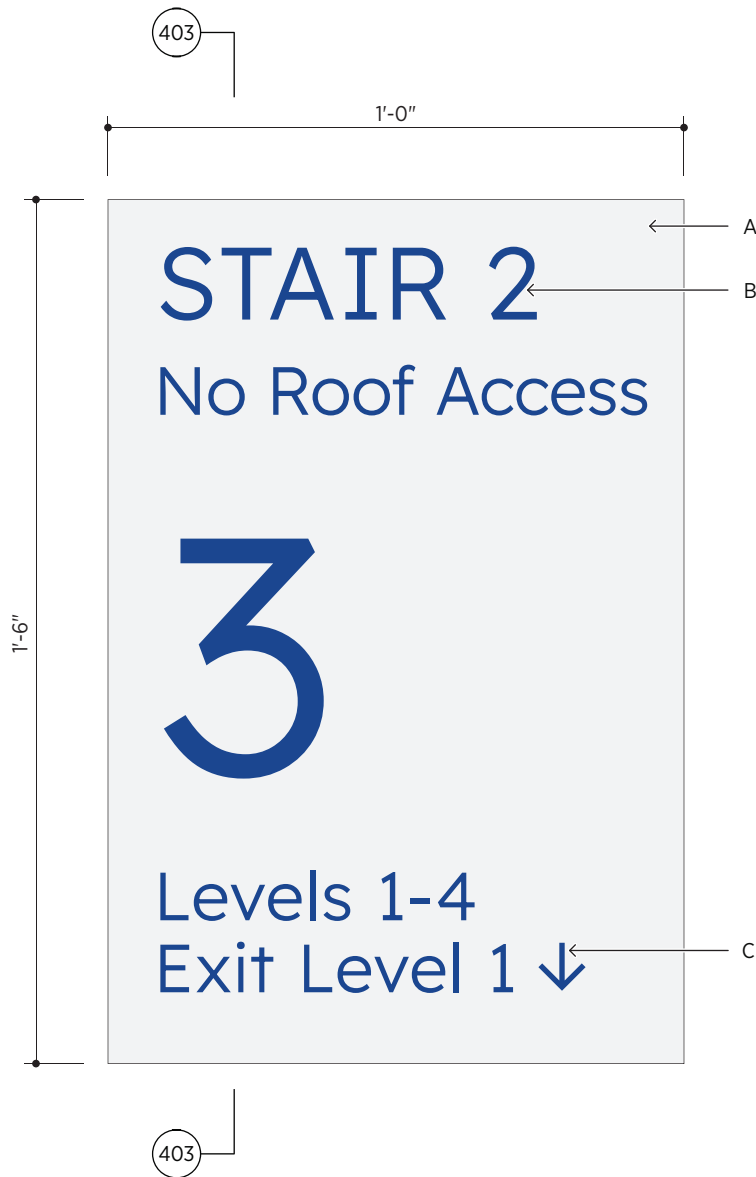 403
1'-0"
A
STAIR 2
B
No Roof Access
1'-6"
3
Levels 1-4
Exit Level 1 ↓
C
403